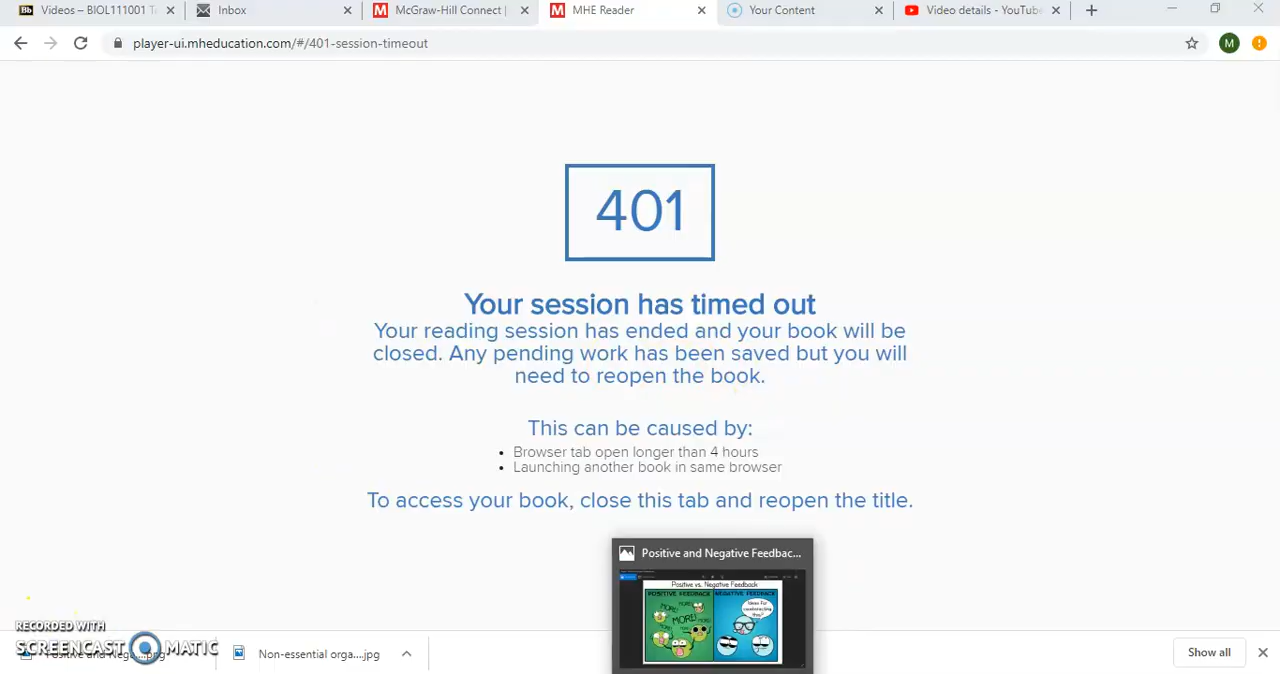 Bb Videos – BIOL111001 T
Inbox
M McGraw-Hill Connect |
M MHE Reader
Your Content
Video details - YouTube
player-ui.mheducation.com/#/401-session-timeout
M
401
Your session has timed out
Your reading session has ended and your book will be
closed. Any pending work has been saved but you will
need to reopen the book.
This can be caused by:
• Browser tab open longer than 4 hours
• Launching another book in same browser
To access your book, close this tab and reopen the title.
Positive and Negative Feedbac...
Positive vs. Negative Feedback
POSITIVE FEEDBACK
NEGATIVE FEEDBACK
MORE!
MORE!
MORE!
RECORDED WITH
SCREENCAST MATIC
Non-essential orga....jpg
Show all